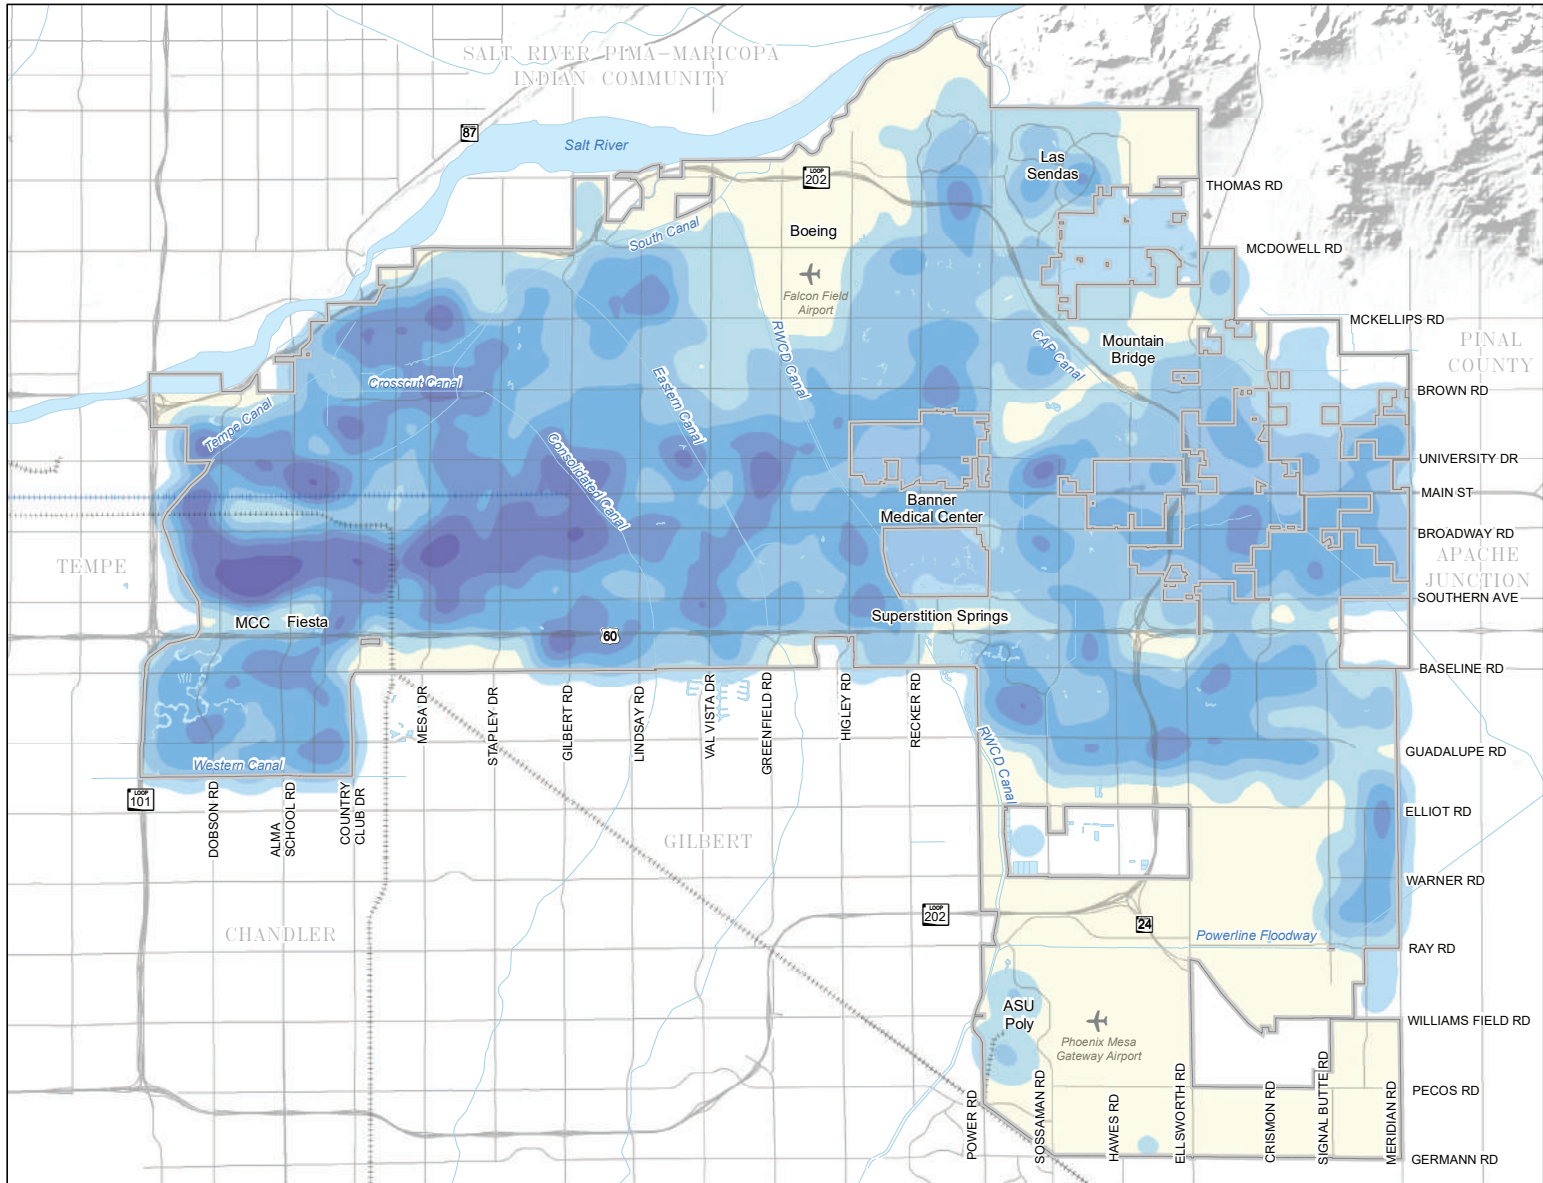 SALT RIVER PIMA-MARICOPA
INDIAN COMMUNITY
87
Salt River
LOOP
202
Las
Sendas
THOMAS RD
South Canal
Boeing
MCDOWELL RD
Falcon Field
Airport
MCKELLIPS RD
RWCD Canal
CAP Canal
Mountain
Bridge
PINAL
COUNTY
Crosscut Canal
Eastern Canal
BROWN RD
Tempe Canal
Consolidated Canal
UNIVERSITY DR
MAIN ST
Banner
Medical Center
BROADWAY RD
TEMPE
APACHE
JUNCTION
SOUTHERN AVE
MCC
Fiesta
Superstition Springs
60
BASELINE RD
MESA DR
STAPLEY DR
GILBERT RD
LINDSAY RD
VAL VISTA DR
GREENFIELD RD
HIGLEY RD
RECKER RD
RWCD Canal
GUADALUPE RD
Western Canal
LOOP
101
DOBSON RD
ALMA
SCHOOL RD
COUNTRY
CLUB DR
ELLIOT RD
GILBERT
WARNER RD
LOOP
202
24
CHANDLER
Powerline Floodway
RAY RD
ASU
Poly
Phoenix Mesa
Gateway Airport
WILLIAMS FIELD RD
PECOS RD
POWER RD
SOSSAMAN RD
HAWES RD
ELLSWORTH RD
CRISMON RD
SIGNAL BUTTE RD
MERIDIAN RD
GERMANN RD